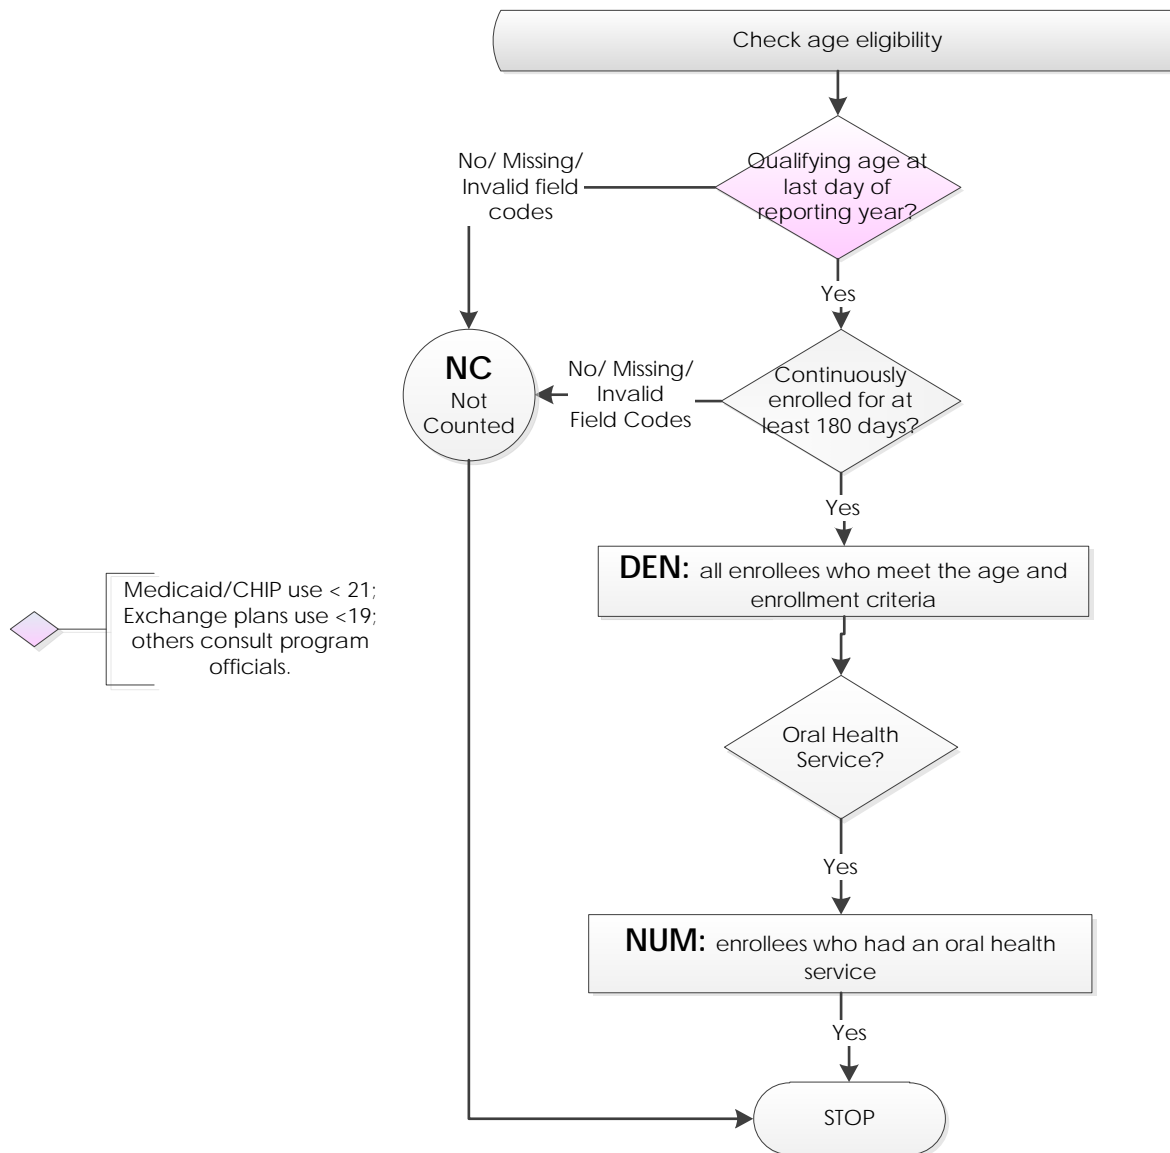 Check age eligibility
Qualifying age at
last day of
reporting year?
No/ Missing/
Invalid field
codes
Yes
NC
Not
Counted
No/ Missing/
Invalid
Field Codes
Continuously
enrolled for at
least 180 days?
Yes
DEN: all enrollees who meet the age and
enrollment criteria
Medicaid/CHIP use < 21;
Exchange plans use <19;
others consult program
officials.
Oral Health
Service?
Yes
NUM: enrollees who had an oral health
service
Yes
STOP